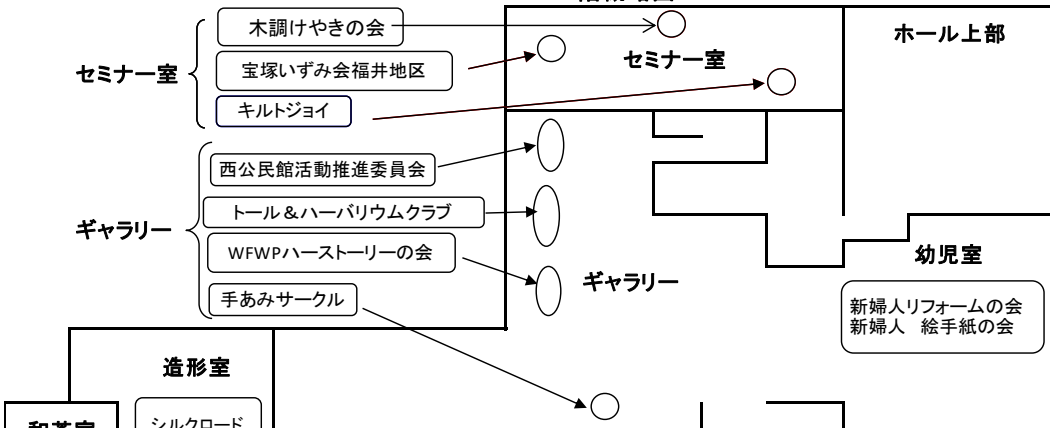 木調けやきの会
ホール上部
セミナー室
宝塚いずみ会福井地区
セミナー室
キルトジョイ
西公民館活動推進委員会
トール＆ハーバリウムクラブ
ギャラリー
WFWPハーストーリーの会
幼児室
ギャラリー
手あみサークル
新婦人リフォームの会
新婦人　絵手紙の会
造形室
シルクロード